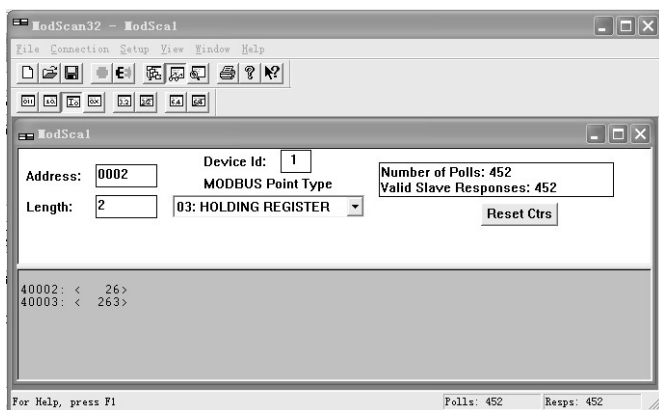 ModScan32 - ModSca1
File Connection Setup View Window Help
ModSca1
Address: 0002
Device Id: 1
MODBUS Point Type
Length: 2
03: HOLDING REGISTER
Number of Polls: 452
Valid Slave Responses: 452
Reset Ctrs
40002: <   26>
40003: <  263>
For Help, press F1
Polls: 452
Resps: 452